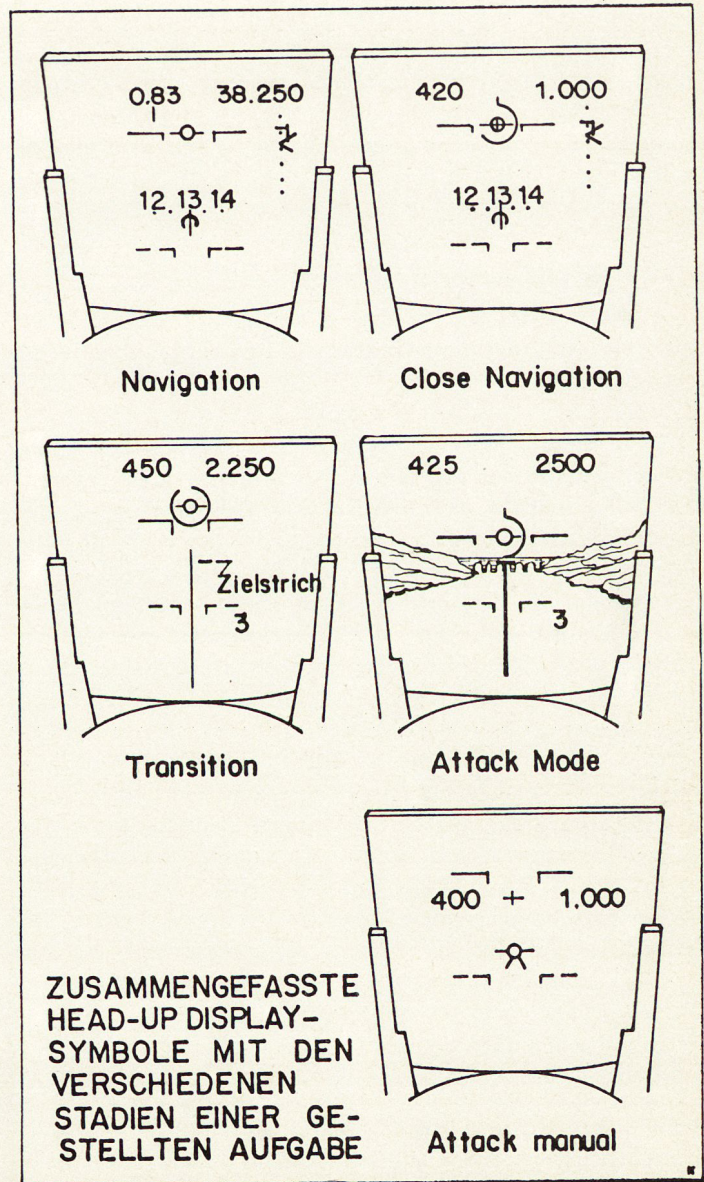 0.83 38.250
12.13.14
Navigation
420 1.000
12.13.14
Close Navigation
450 2.250
Zielstrich
3
Transition
425 2500
3
Attack Mode
400 + 1.000
Attack manual
ZUSAMMENGEFASSTE
HEAD-UP DISPLAY-
SYMBOLE MIT DEN
VERSCHIEDENEN
STADIEN EINER GE-
STELLTEN AUFGABE